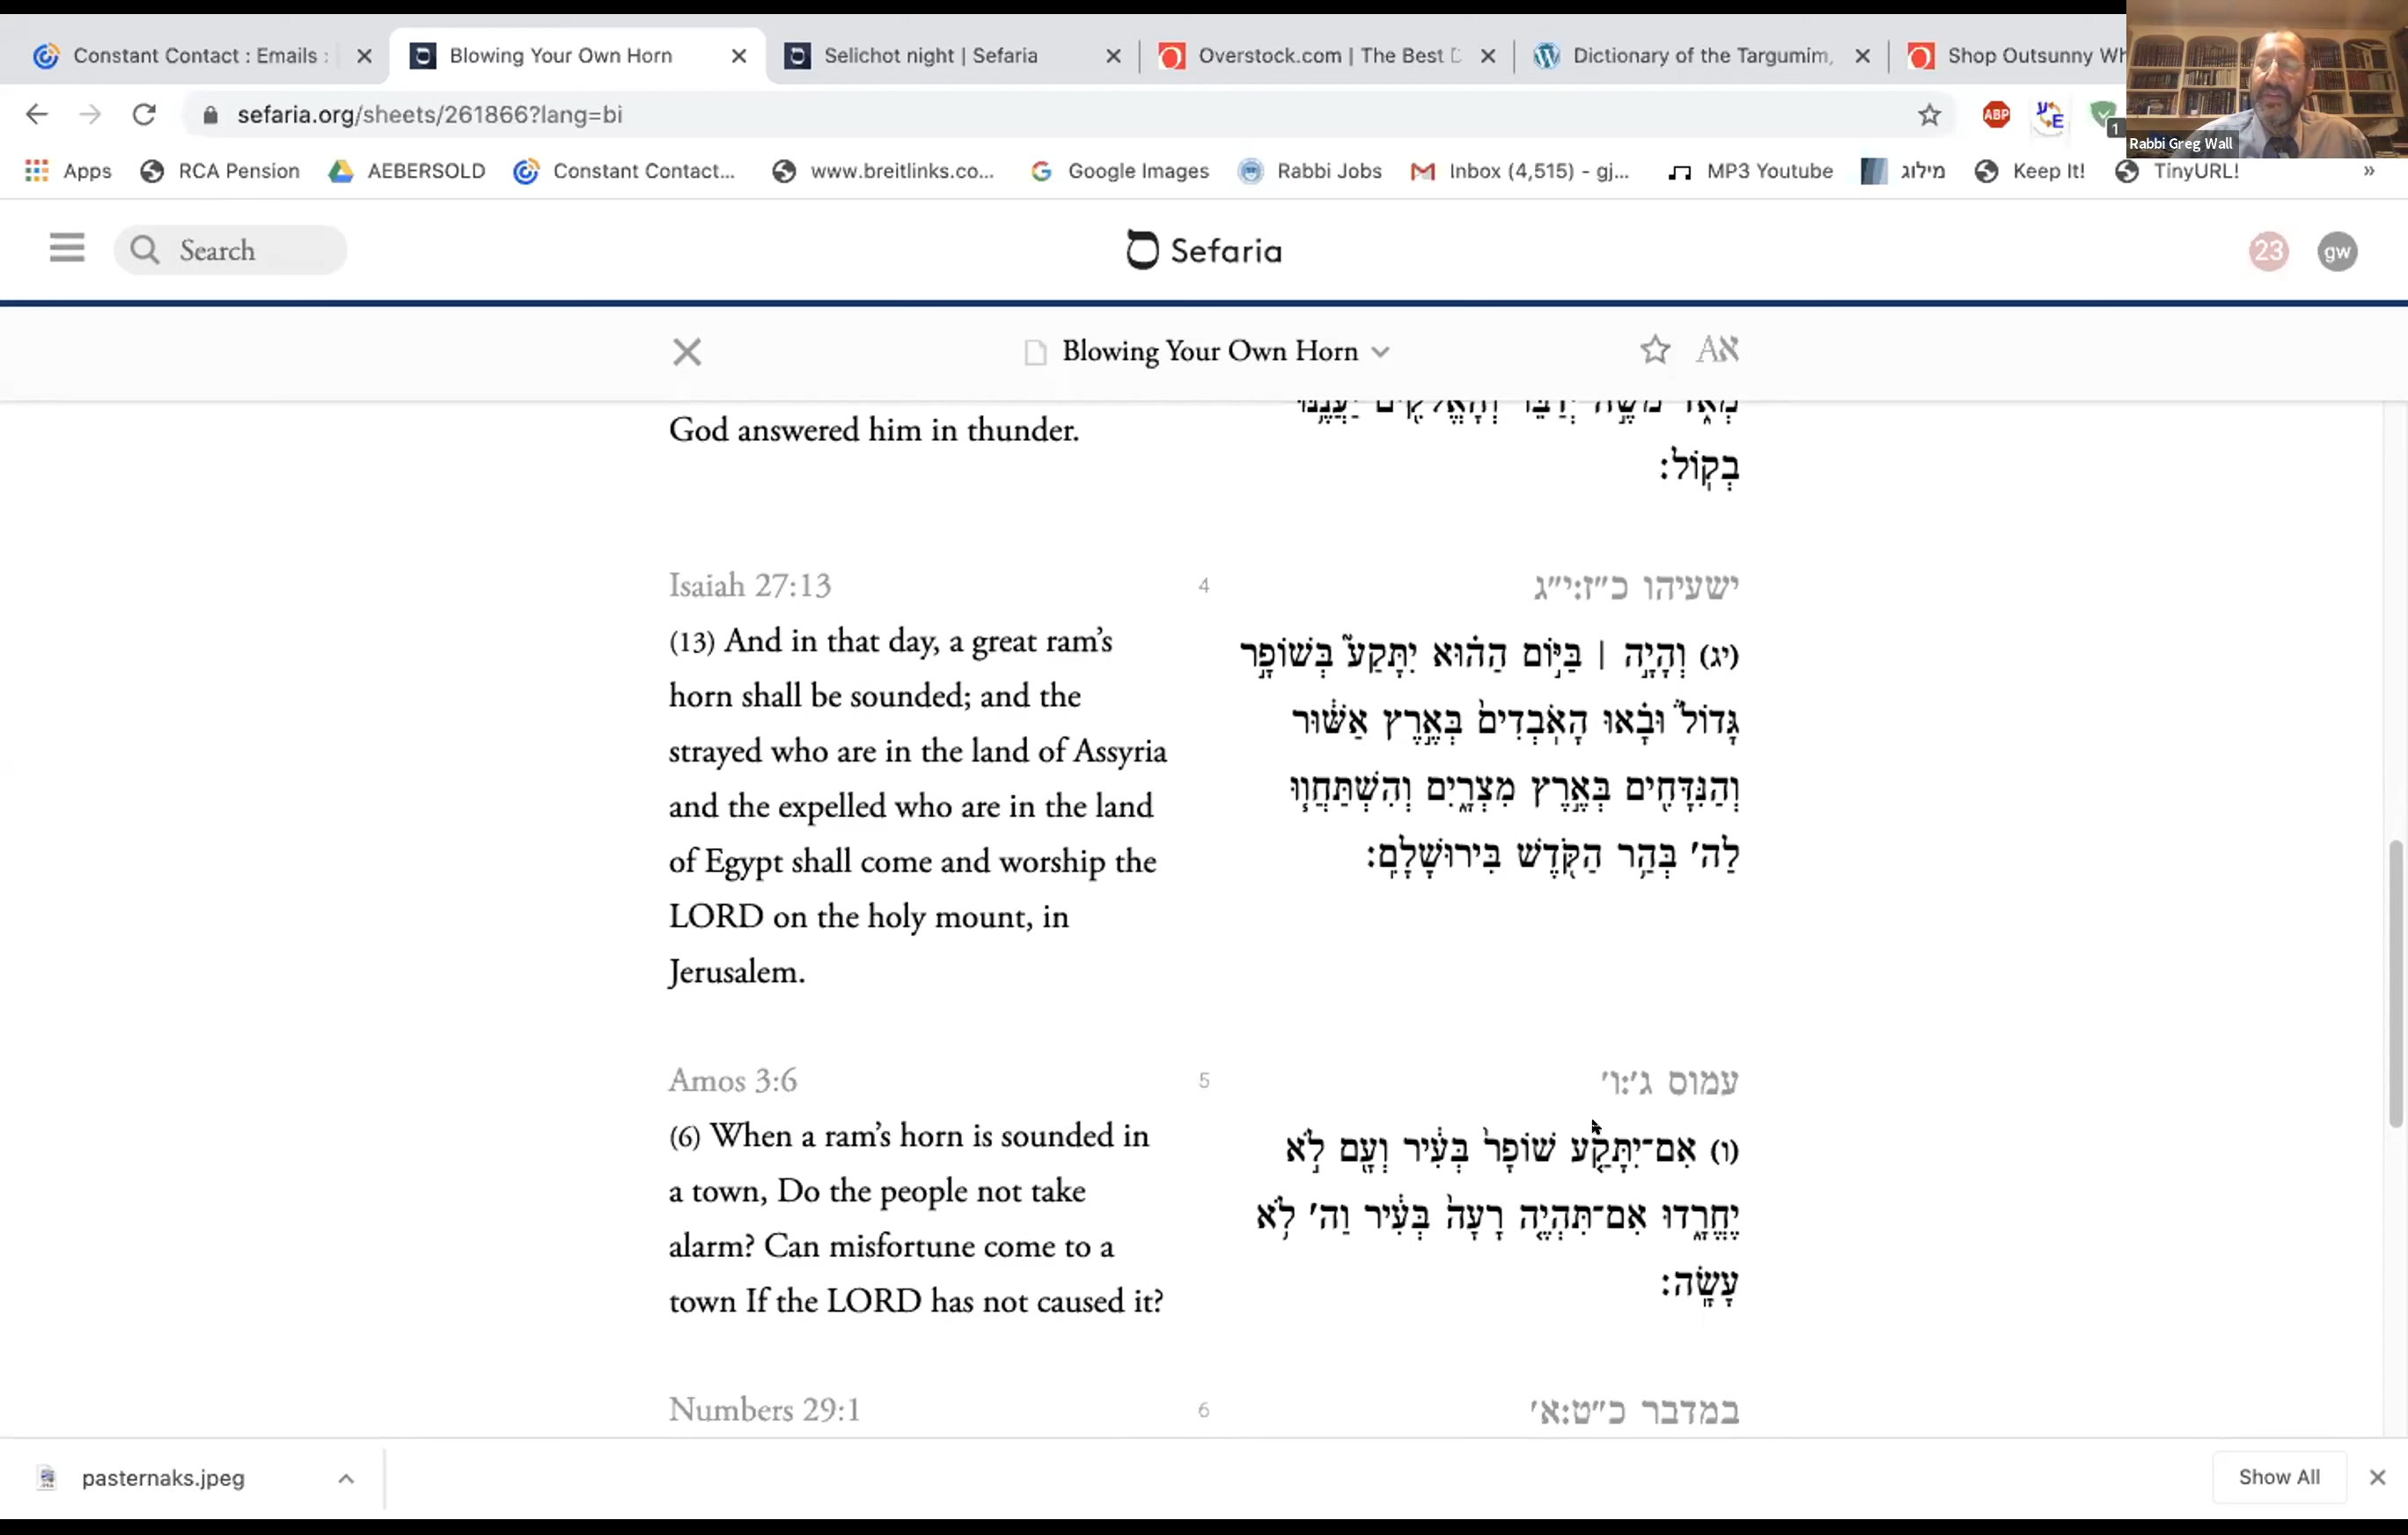 Constant Contact : Emails :
Blowing Your Own Horn
Selichot night | Sefaria
Overstock.com | The Best D
Dictionary of the Targumim,
Shop Outsunny Wh
sefaria.org/sheets/261866?lang=bi
ABP
1
Rabbi Greg Wall
Apps
RCA Pension
AEBERSOLD
Constant Contact...
www.breitlinks.co...
Google Images
Rabbi Jobs
Inbox (4,515) - gj...
MP3 Youtube
מילוג
Keep It!
TinyURL!
»
Search
Sefaria
23
gw
Blowing Your Own Horn
Aא
God answered him in thunder.
בְקֽוֹל׃
Isaiah 27:13
4
ישעיהו כ״ז:י״ג
(13) And in that day, a great ram’s
horn shall be sounded; and the
strayed who are in the land of Assyria
and the expelled who are in the land
of Egypt shall come and worship the
LORD on the holy mount, in
Jerusalem.
(יג) וְהָיָ֣ה ׀ בַּיּ֣וֹם הַה֗וּא יִתָּקַע֮ בְּשׁוֹפָ֣ר
גָּדוֹל֒ וּבָ֗אוּ הָאֹֽבְדִים֙ בְּאֶ֣רֶץ אַשּׁ֔וּר
וְהַנִּדָּחִ֖ים בְּאֶ֣רֶץ מִצְרָ֑יִם וְהִשְׁתַּחֲו֧וּ
לַה׳ בְּהַ֥ר הַקֹּ֖דֶשׁ בִּירוּשָׁלָֽ͏ִם׃
Amos 3:6
5
עמוס ג׳:ו׳
(6) When a ram’s horn is sounded in
a town, Do the people not take
alarm? Can misfortune come to a
town If the LORD has not caused it?
(ו) אִם־יִתָּקַ֤ע שׁוֹפָר֙ בְּעִ֔יר וְעָ֖ם לֹ֣א
יֶחֱרָ֑דוּ אִם־תִּהְיֶ֤ה רָעָה֙ בְּעִ֔יר וַה׳ לֹ֥א
עָשָֽׂה׃
Numbers 29:1
6
במדבר כ״ט:א׳
pasternaks.jpeg
Show All